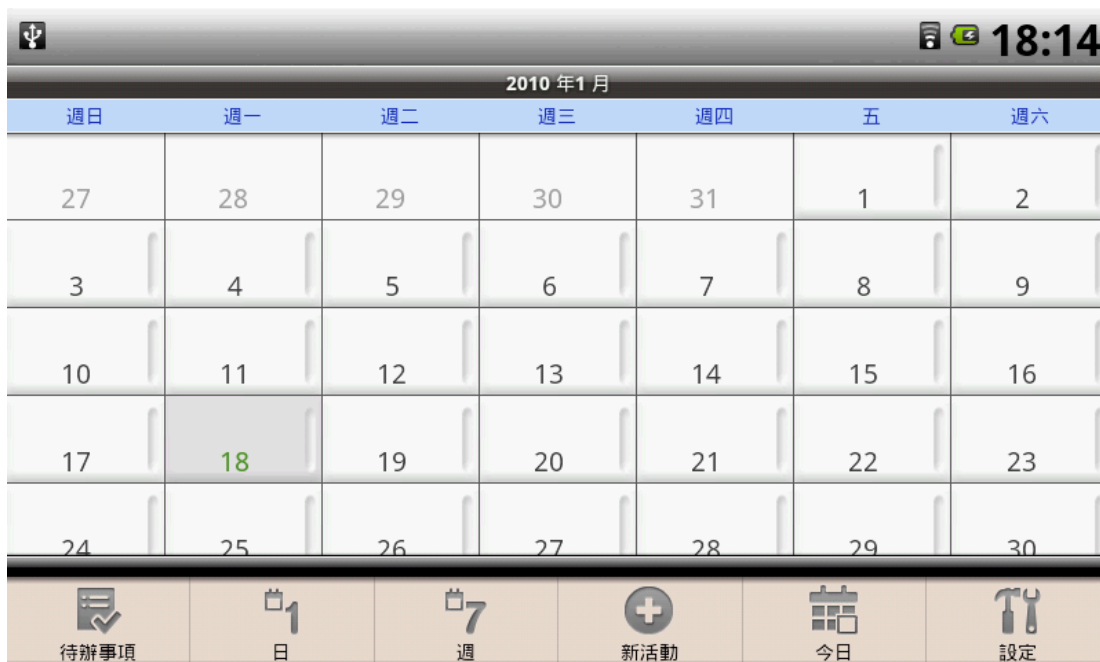 18:14
2010 年1 月
週日 週一 週二 週三 週四 五 週六
27 28 29 30 31 1 2
3 4 5 6 7 8 9
10 11 12 13 14 15 16
17 18 19 20 21 22 23
24 25 26 27 28 29 30
1 7
待辦事項 日 週 新活動 今日 設定